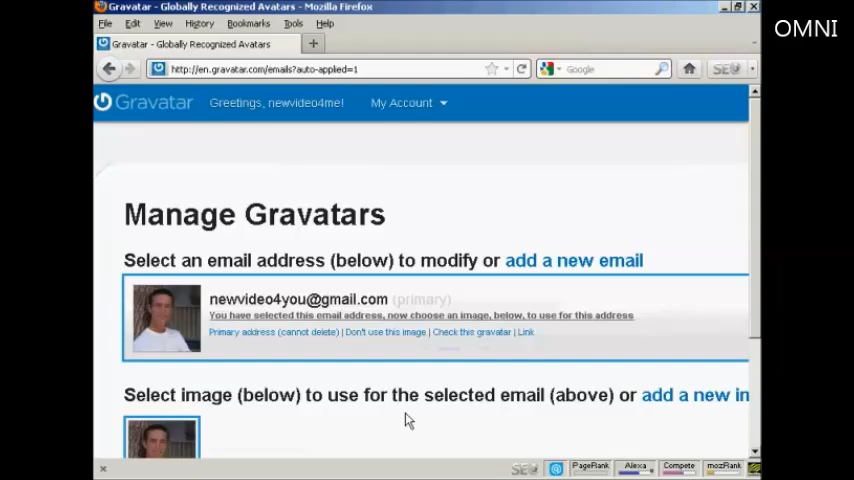 Gravatar - Globally Recognized Avatars - Mozilla Firefox
OMNI
File Edit View History Bookmarks Tools Help
Gravatar - Globally Recognized Avatars
http://en.gravatar.com/emails?auto-applied=1
Google
SEO
Gravatar Greetings, newvideo4me! My Account
Manage Gravatars
Select an email address (below) to modify or add a new email
newvideo4you@gmail.com (primary)
You have selected this email address, now choose an image, below, to use for this address
Primary address (cannot delete) | Don't use this image | Check this gravatar | Link
Select image (below) to use for the selected email (above) or add a new in
SEO PageRank Alexa Compete mozRank